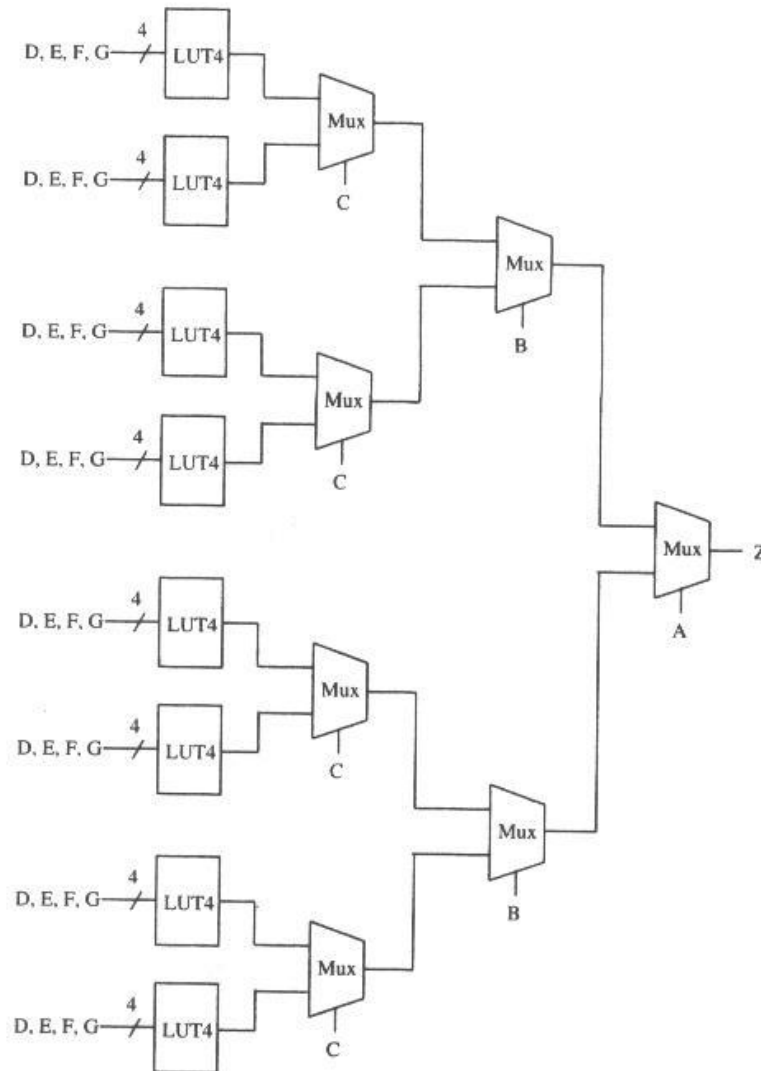 4
D, E, F, G
LUT4
Mux
4
D, E, F, G
LUT4
C
Mux
B
4
D, E, F, G
LUT4
Mux
4
D, E, F, G
LUT4
C
Mux
Z
A
4
D, E, F, G
LUT4
Mux
4
D, E, F, G
LUT4
C
Mux
B
4
D, E, F, G
LUT4
Mux
4
D, E, F, G
LUT4
C